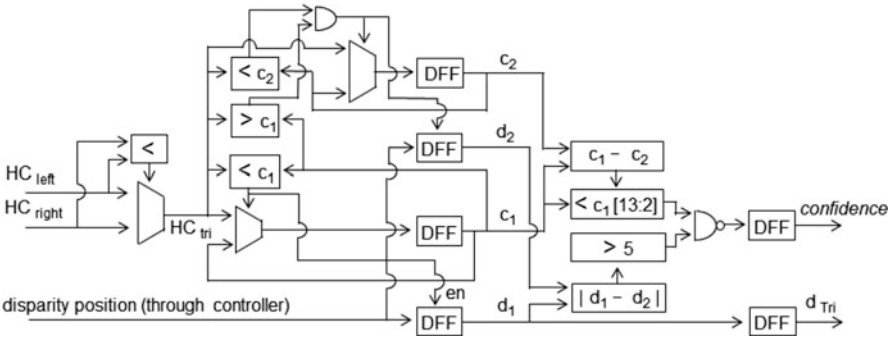 < c2
DFF
c2
> c1
<
d2
DFF
c1 − c2
HC left
< c1
< c1 [13:2]
confidence
HC right
c1
DFF
HC tri
DFF
> 5
en
| d1 − d2 |
disparity position (through controller)
d1
d Tri
DFF
DFF